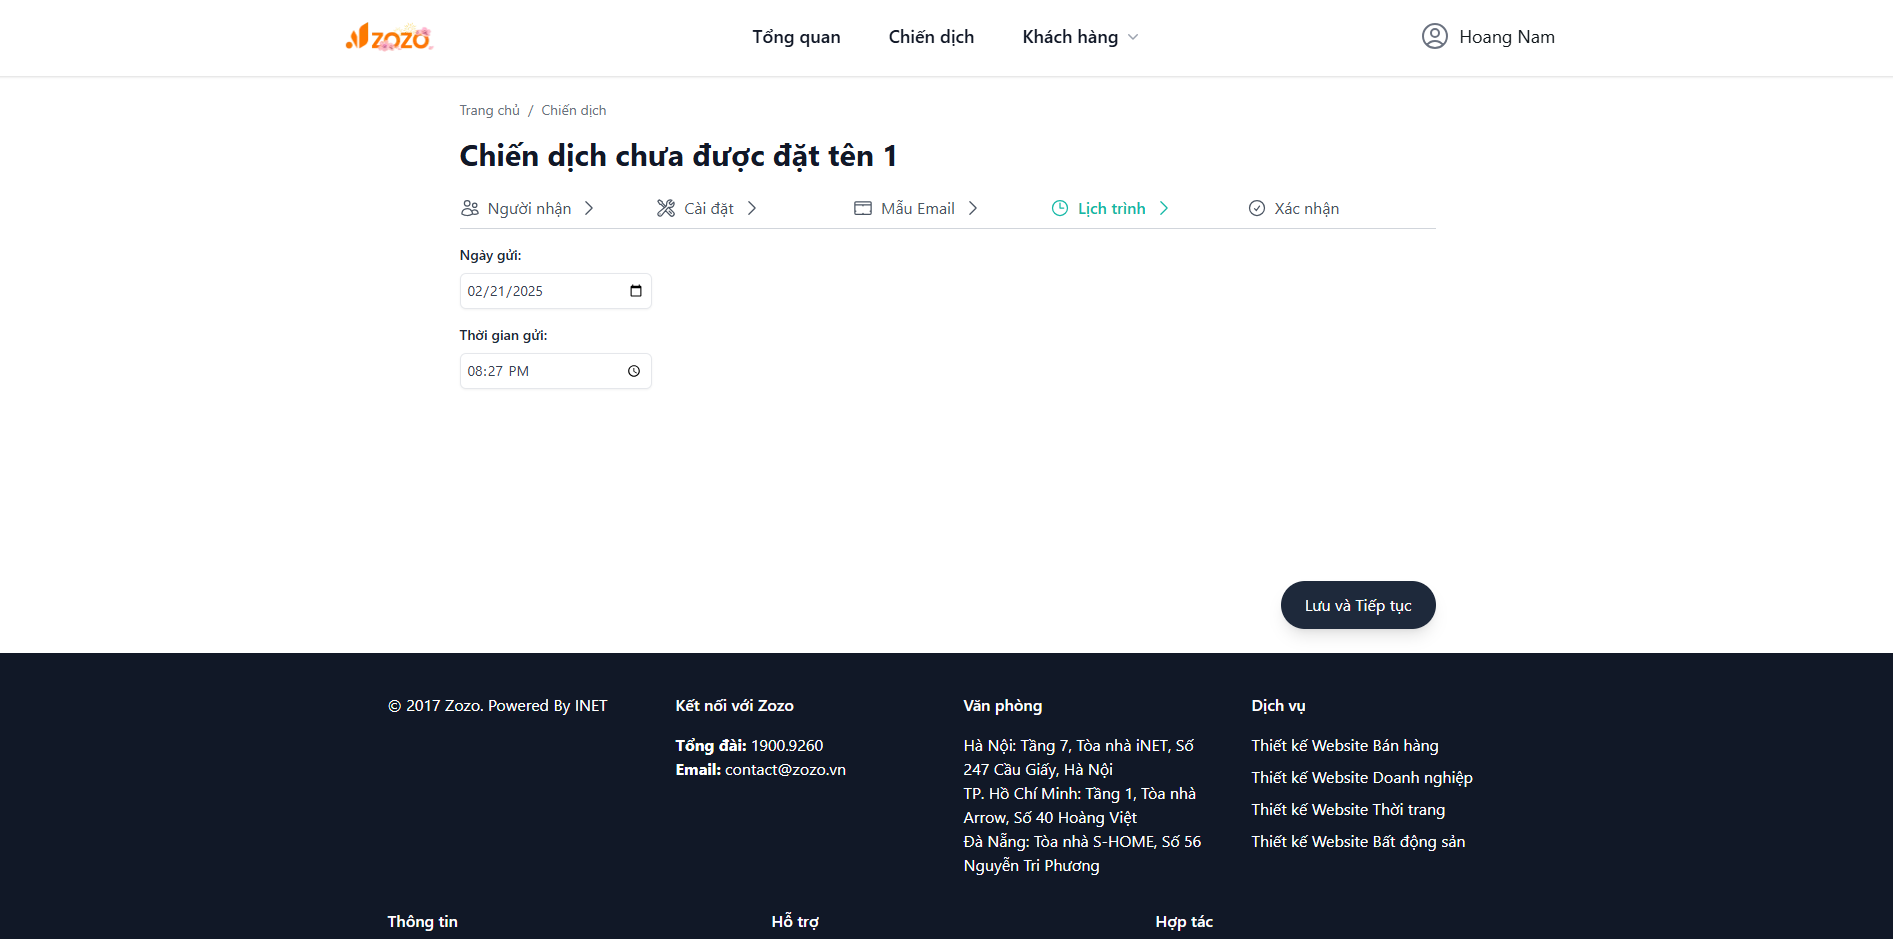 zozo
Tổng quan
Chiến dịch
Khách hàng
Hoang Nam
Trang chủ / Chiến dịch
Chiến dịch chưa được đặt tên 1
Người nhận
Cài đặt
Mẫu Email
Lịch trình
Xác nhận
Ngày gửi:
02/21/2025
Thời gian gửi:
08:27 PM
Lưu và Tiếp tục
© 2017 Zozo. Powered By INET
Kết nối với Zozo
Tổng đài: 1900.9260
Email: contact@zozo.vn
Văn phòng
Hà Nội: Tầng 7, Tòa nhà iNET, Số
247 Cầu Giấy, Hà Nội
TP. Hồ Chí Minh: Tầng 1, Tòa nhà
Arrow, Số 40 Hoàng Việt
Đà Nẵng: Tòa nhà S-HOME, Số 56
Nguyễn Tri Phương
Dịch vụ
Thiết kế Website Bán hàng
Thiết kế Website Doanh nghiệp
Thiết kế Website Thời trang
Thiết kế Website Bất động sản
Thông tin
Hỗ trợ
Hợp tác